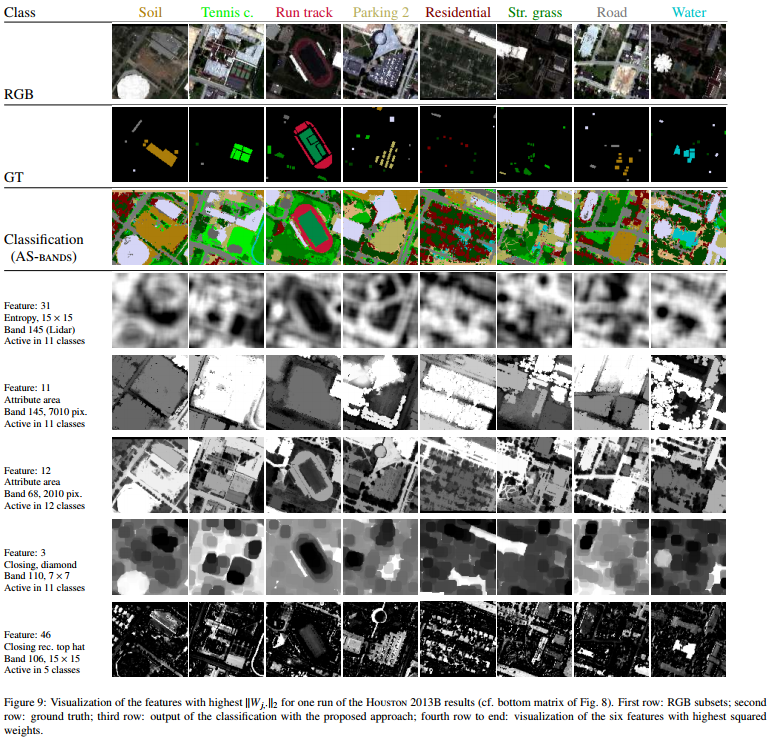 Class Soil Tennis c. Run track Parking 2 Residential Str. grass Road Water
RGB
GT
Classification
(AS-BANDS)
Feature: 31
Entropy, 15 × 15
Band 145 (Lidar)
Active in 11 classes
Feature: 11
Attribute area
Band 145, 7010 pix.
Active in 11 classes
Feature: 12
Attribute area
Band 68, 2010 pix.
Active in 12 classes
Feature: 3
Closing, diamond
Band 110, 7 × 7
Active in 11 classes
Feature: 46
Closing rec. top hat
Band 106, 15 × 15
Active in 5 classes
Figure 9: Visualization of the features with highest ||W_{j,·}||_2 for one run of the HOUSTON 2013B results (cf. bottom matrix of Fig. 8). First row: RGB subsets; second
row: ground truth; third row: output of the classification with the proposed approach; fourth row to end: visualization of the six features with highest squared
weights.